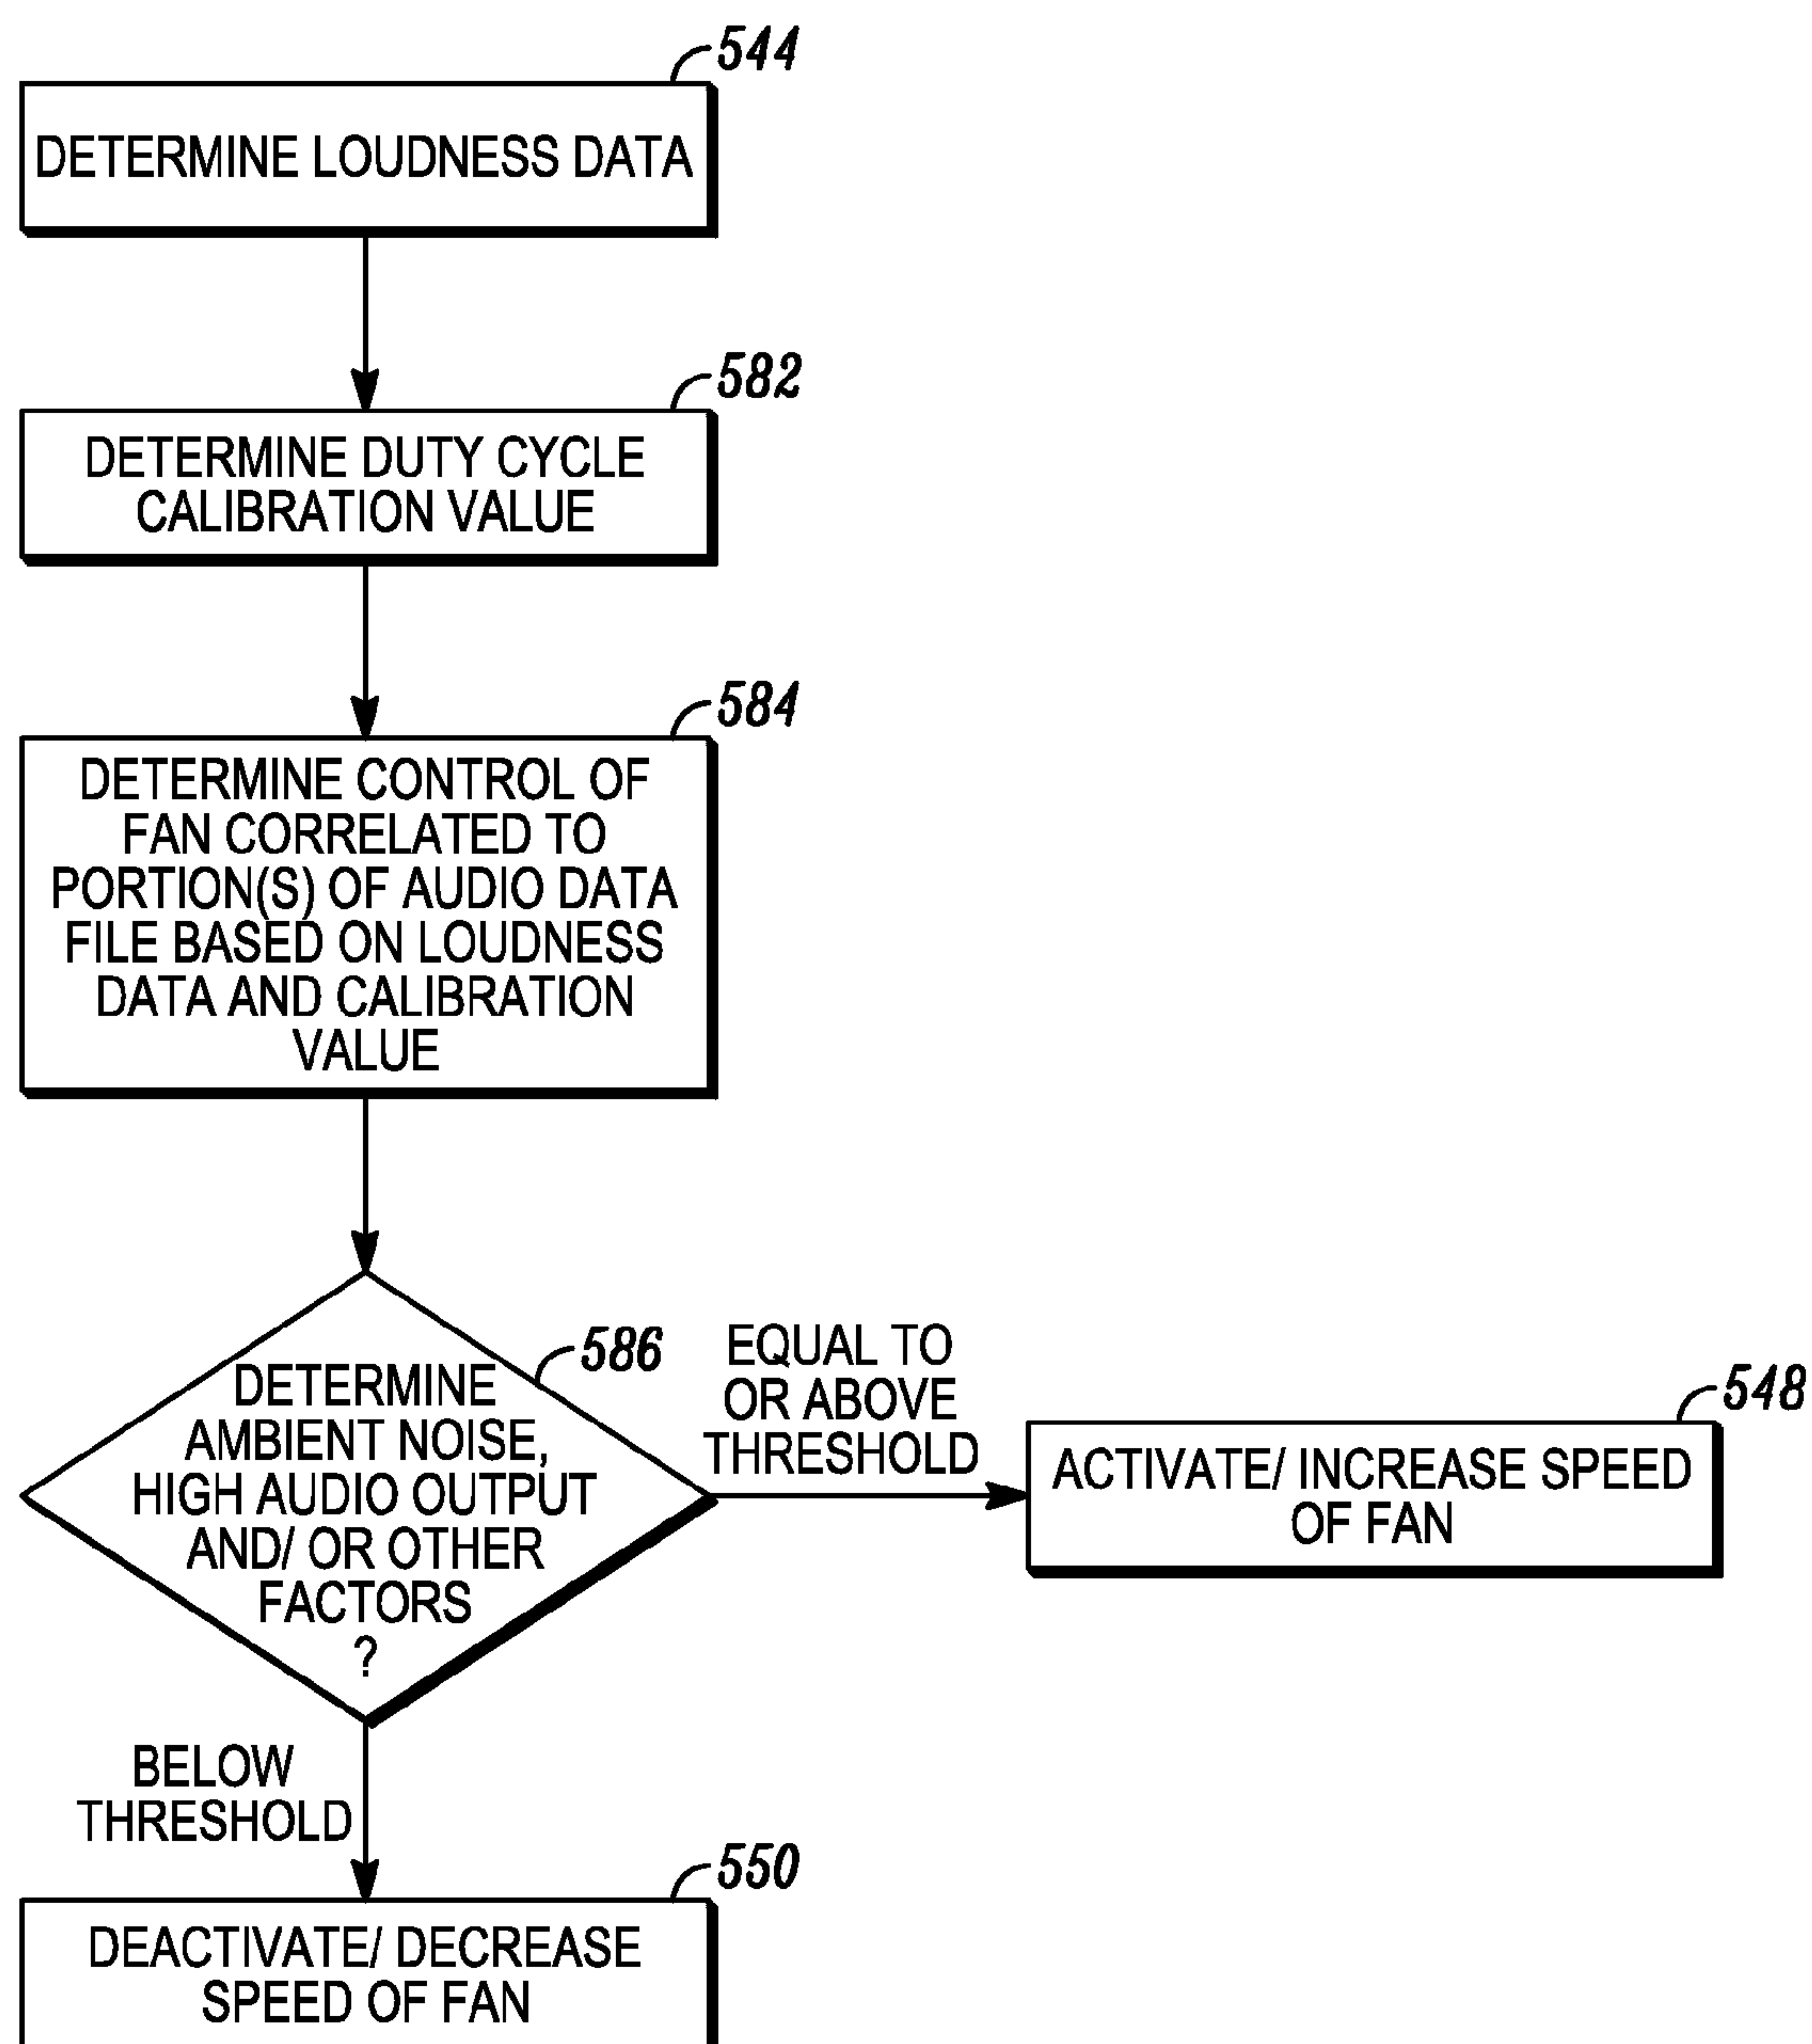 544
DETERMINE LOUDNESS DATA
582
DETERMINE DUTY CYCLE
CALIBRATION VALUE
584
DETERMINE CONTROL OF
FAN CORRELATED TO
PORTION(S) OF AUDIO DATA
FILE BASED ON LOUDNESS
DATA AND CALIBRATION
VALUE
586
DETERMINE
AMBIENT NOISE,
HIGH AUDIO OUTPUT
AND/ OR OTHER
FACTORS
?
EQUAL TO
OR ABOVE
THRESHOLD
548
ACTIVATE/ INCREASE SPEED
OF FAN
BELOW
THRESHOLD
550
DEACTIVATE/ DECREASE
SPEED OF FAN